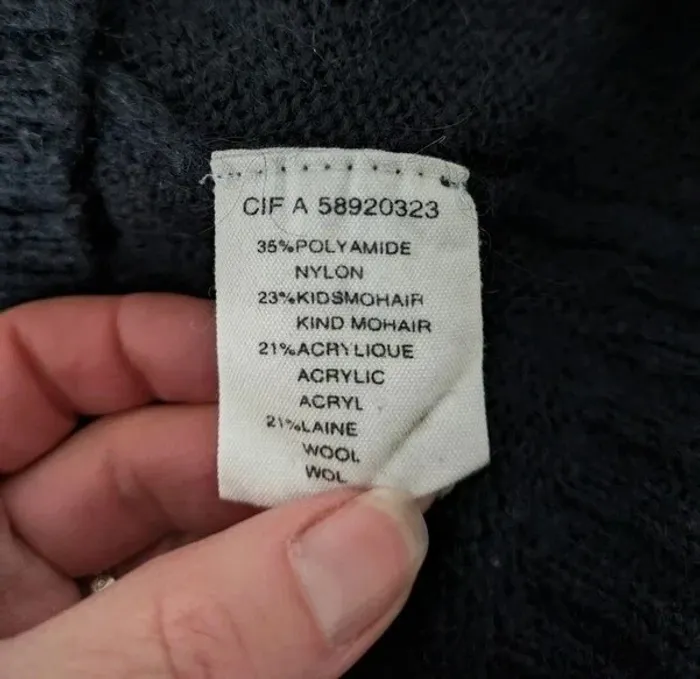 CIF A 58920323
35%POLYAMIDE
NYLON
23%KIDSMOHAIR
KIND MOHAIR
21%ACRYLIQUE
ACRYLIC
ACRYL
21%LAINE
WOOL
WOL